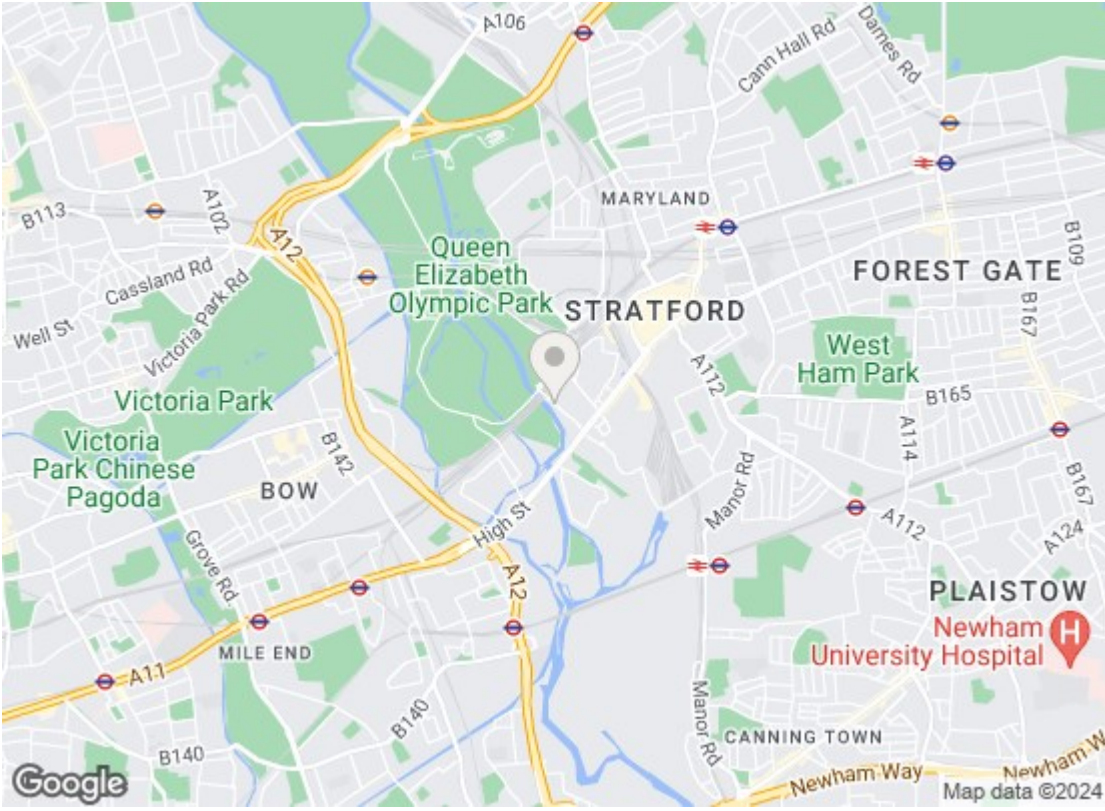 A106
Cann Hall Rd
Dames Rd
MARYLAND
B113
A102
A12
Cassland Rd
Victoria Park Rd
Well St
Queen
Elizabeth
Olympic Park
STRATFORD
FOREST GATE
B109
B167
West
Ham Park
A112
B165
A114
Victoria Park
Victoria
Park Chinese
Pagoda
B142
BOW
Manor Rd
B167
High St
A112
A124
Grove Rd
A12
PLAISTOW
Newham
University Hospital
H
MILE END
A11
B140
B140
Manor Rd
CANNING TOWN
Newham Way
Newham W
Google
Map data ©2024